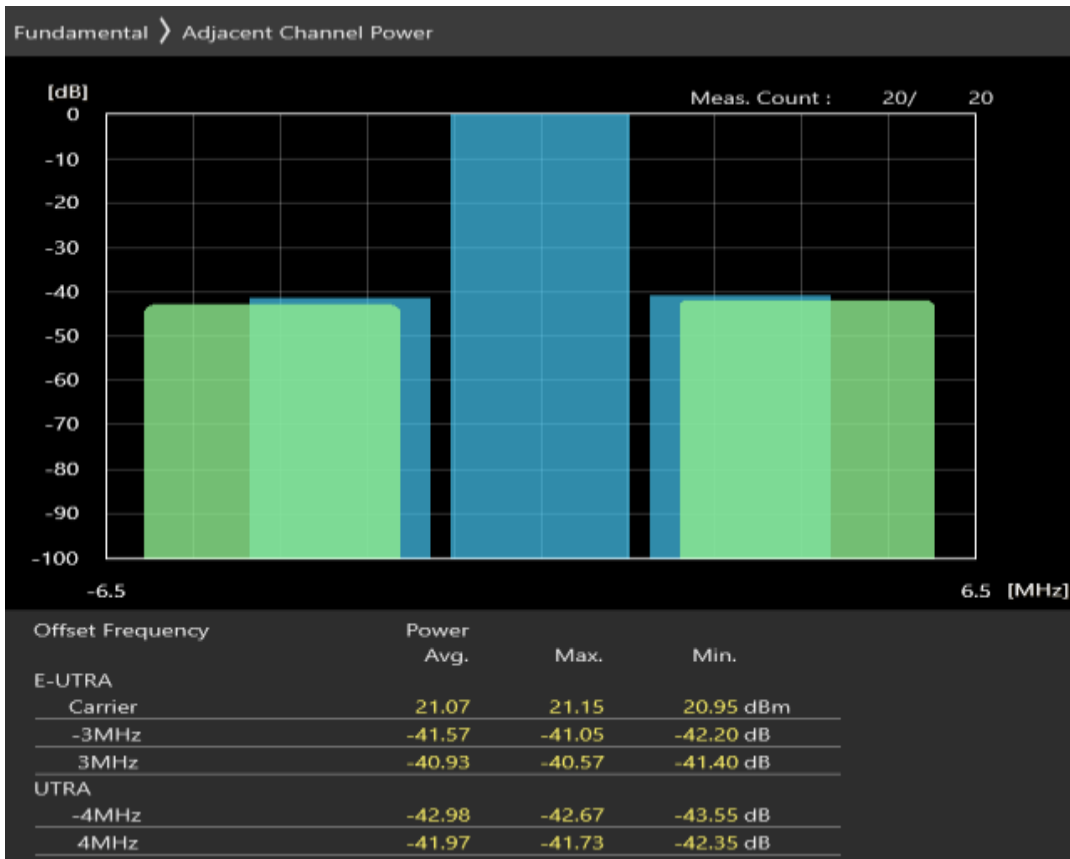 Fundamental 〉 Adjacent Channel Power
[dB]
Meas. Count : 20/ 20
0
-10
-20
-30
-40
-50
-60
-70
-80
-90
-100
-6.5 6.5 [MHz]
Offset Frequency Power
Avg. Max. Min.
E-UTRA
Carrier 21.07 21.15 20.95 dBm
-3MHz -41.57 -41.05 -42.20 dB
3MHz -40.93 -40.57 -41.40 dB
UTRA
-4MHz -42.98 -42.67 -43.55 dB
4MHz -41.97 -41.73 -42.35 dB